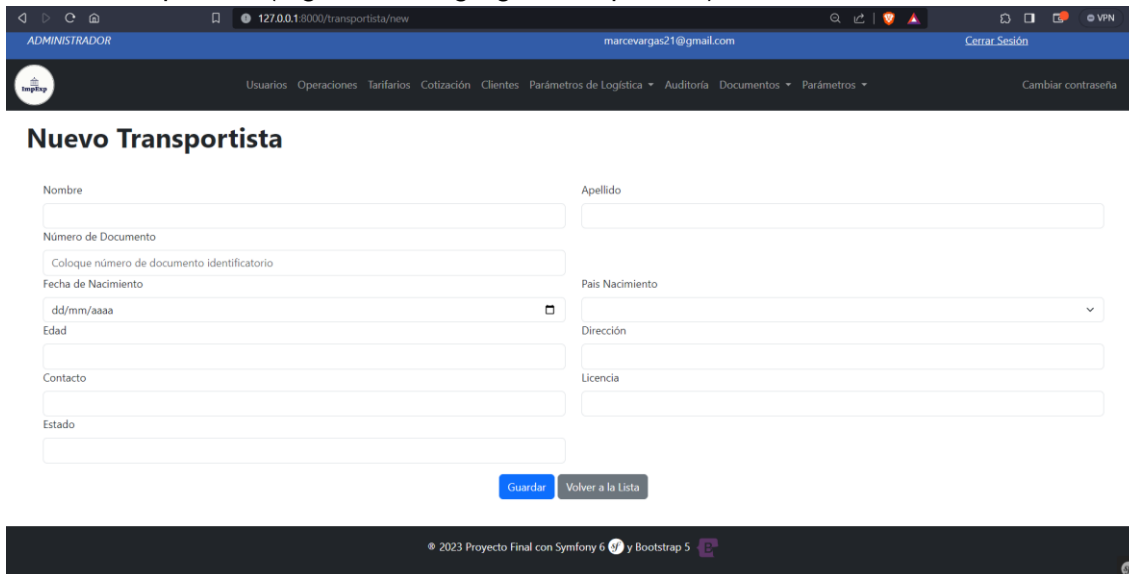 127.0.0.1:8000/transportista/new
VPN
ADMINISTRADOR marcevargas21@gmail.com Cerrar Sesión
ImpExp Usuarios Operaciones Tarifarios Cotización Clientes Parámetros de Logística Auditoría Documentos Parámetros Cambiar contraseña
Nuevo Transportista
Nombre Apellido
Número de Documento
Coloque número de documento identificatorio
Fecha de Nacimiento Pais Nacimiento
dd/mm/aaaa
Edad Dirección
Contacto Licencia
Estado
Guardar Volver a la Lista
® 2023 Proyecto Final con Symfony 6 sf y Bootstrap 5 B